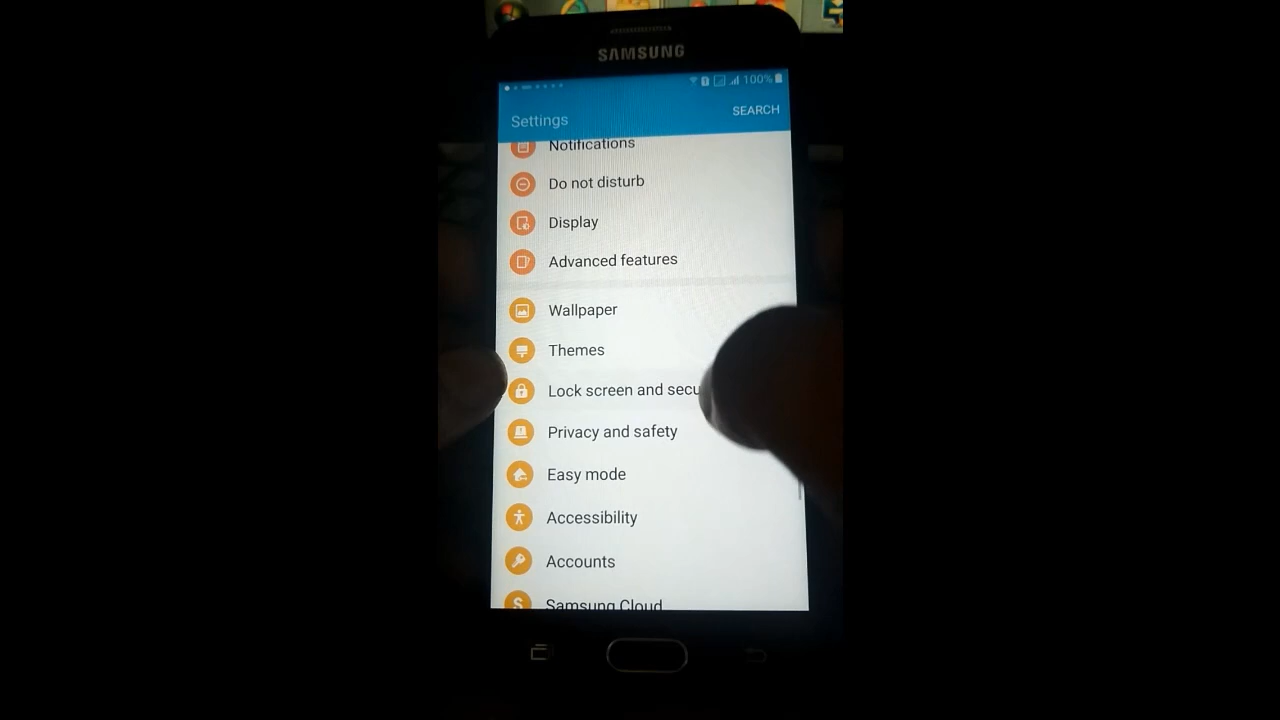 SAMSUNG
100%
Settings
SEARCH
Notifications
Do not disturb
Display
Advanced features
Wallpaper
Themes
Lock screen and secu
Privacy and safety
Easy mode
Accessibility
Accounts
Samsung Cloud